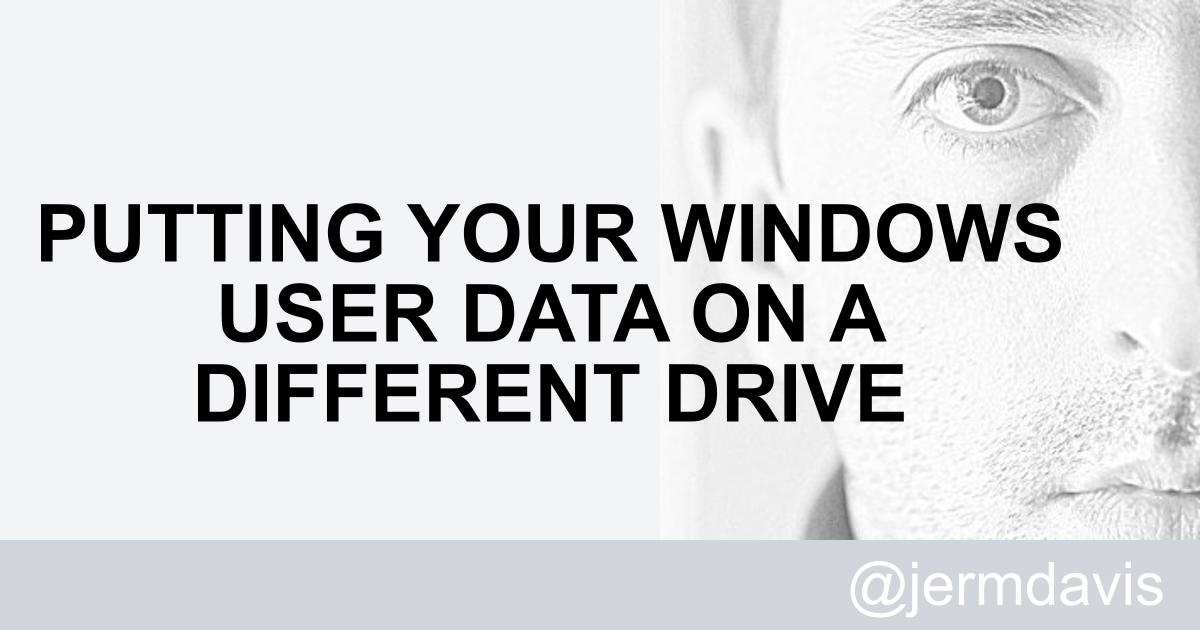 PUTTING YOUR WINDOWS
USER DATA ON A
DIFFERENT DRIVE
@jermdavis